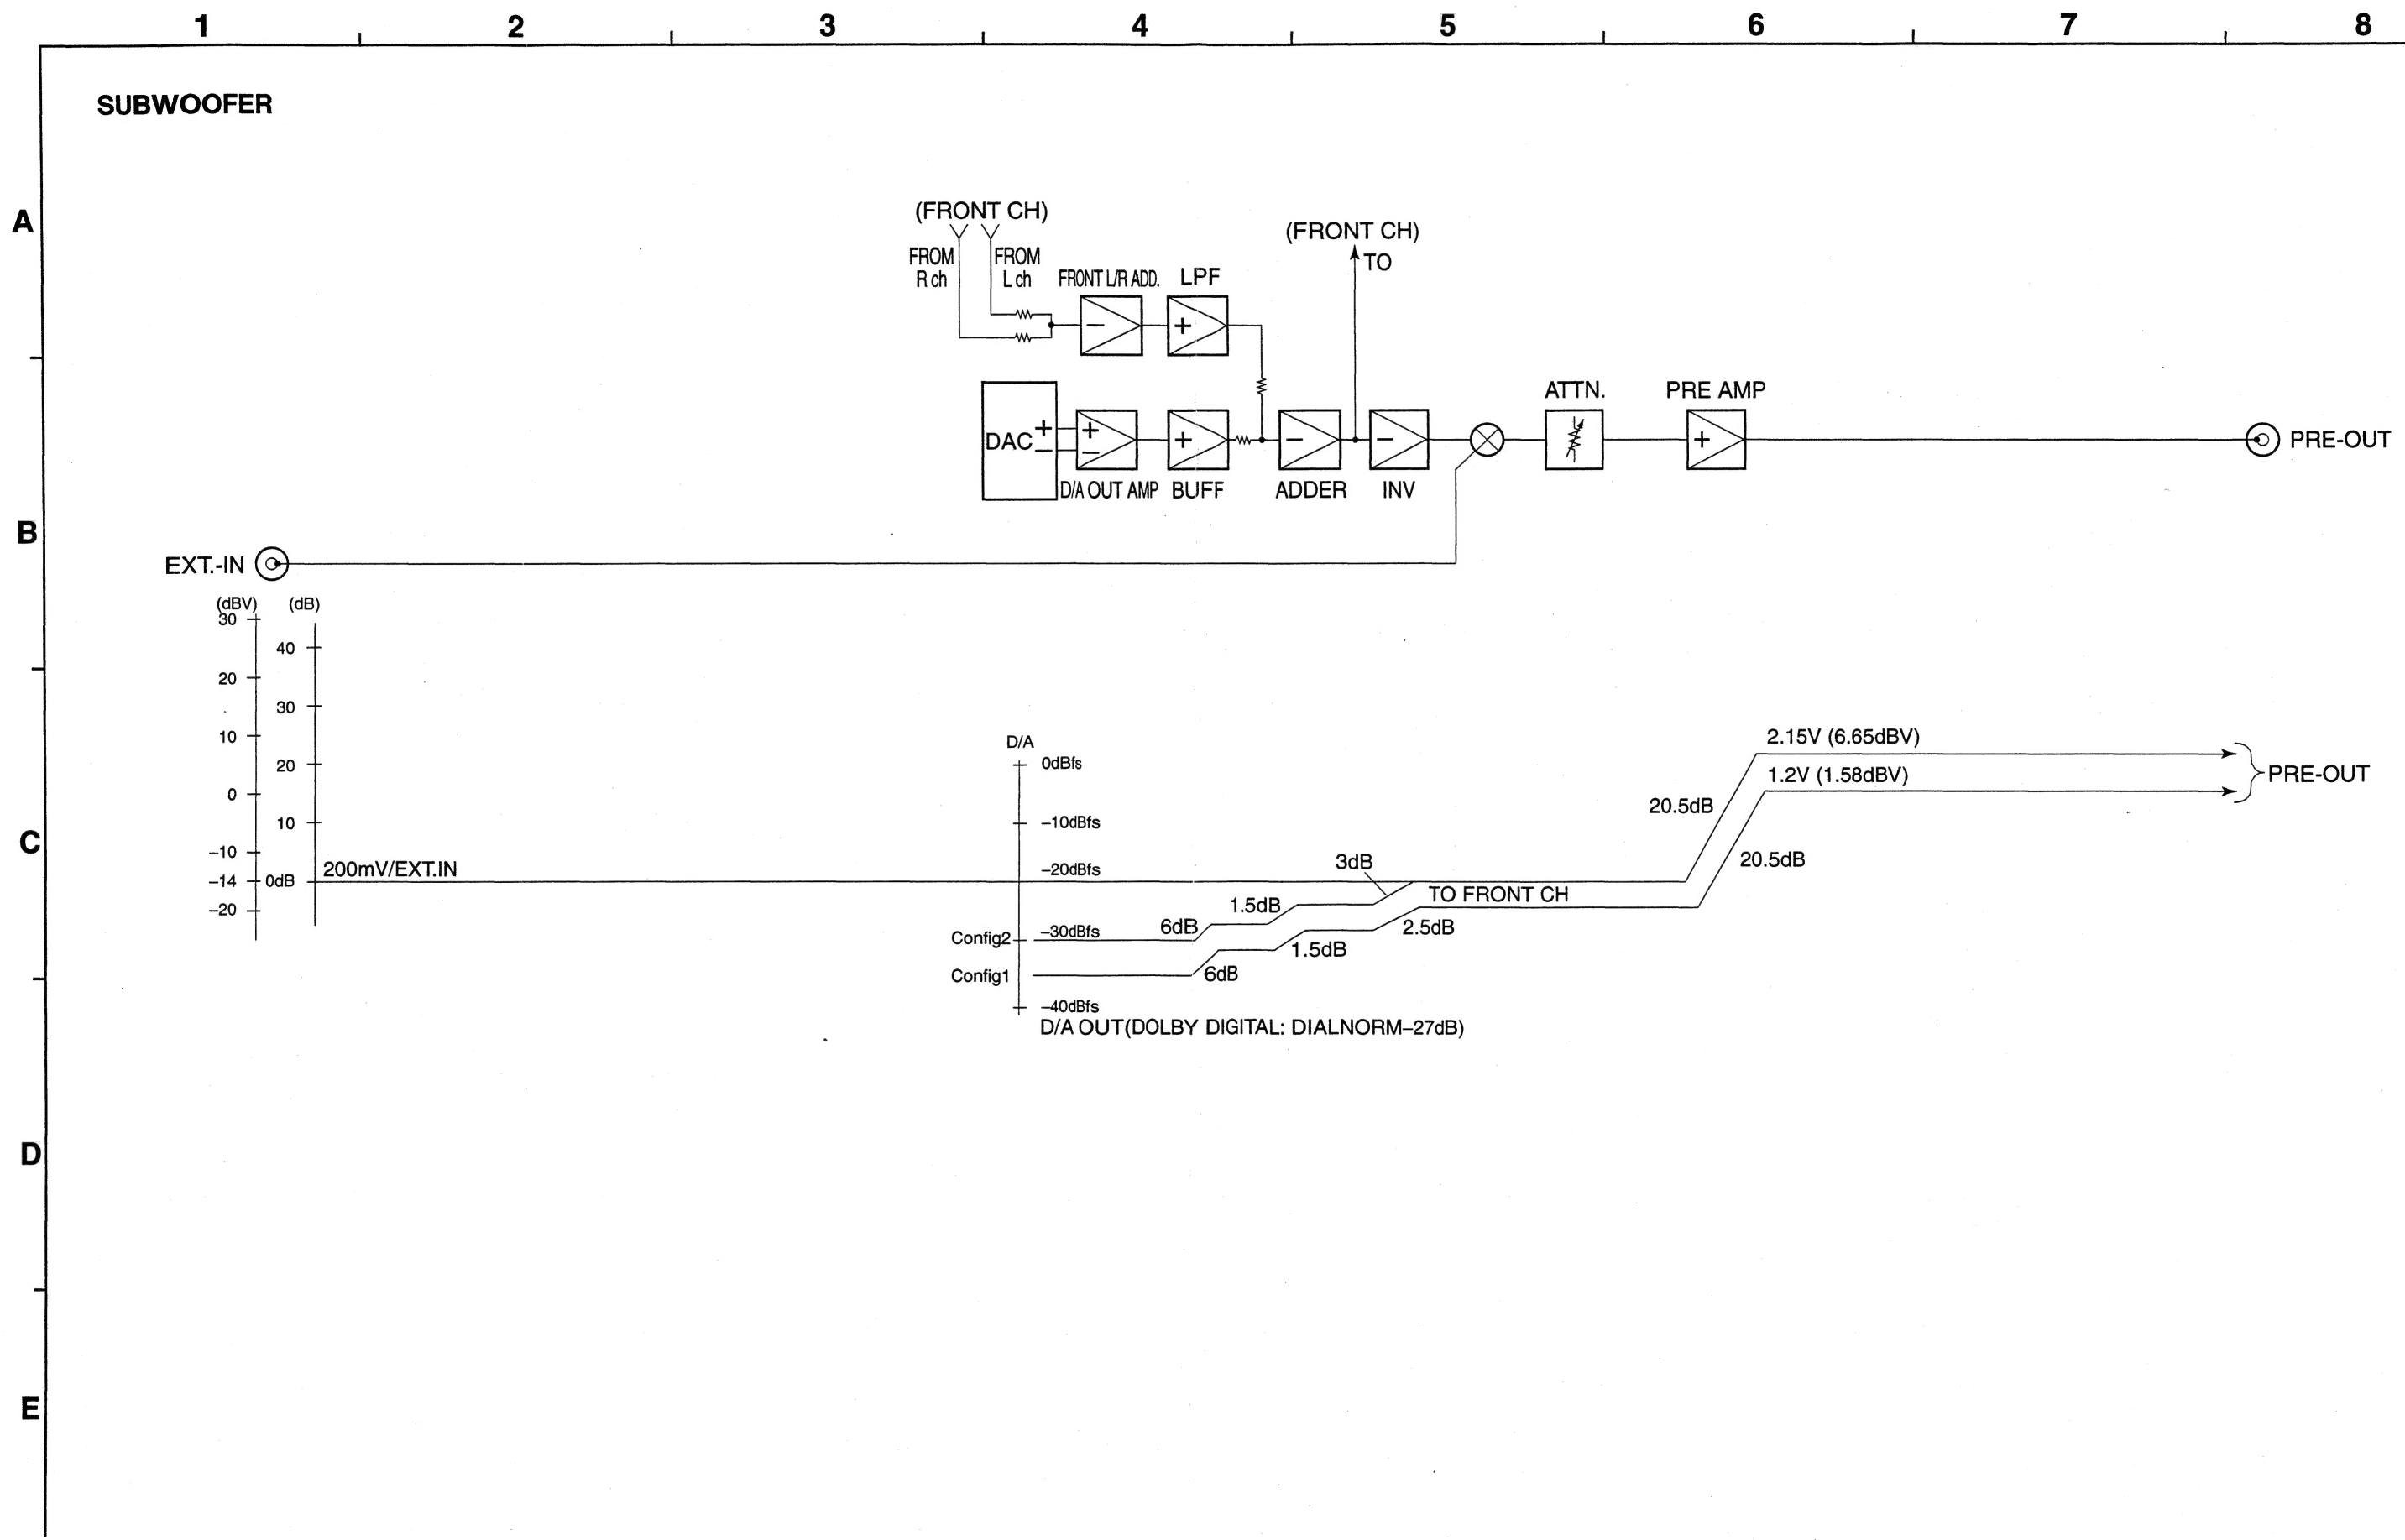 1 2 3 4 5 6 7 8
SUBWOOFER
A
(FRONT CH)
(FRONT CH)
FROM R ch
FROM L ch
TO
FRONT L/R ADD.
LPF
− +
ATTN.
PRE AMP
DAC + − + − + − − +
PRE-OUT
D/A OUT AMP
BUFF
ADDER
INV
B
EXT.-IN
(dBV) (dB)
30
40
20
30
10
20
0
10
−10
−14 0dB
−20
200mV/EXT.IN
C
D/A
0dBfs
−10dBfs
−20dBfs
−30dBfs
−40dBfs
Config2
Config1
6dB
1.5dB
3dB
TO FRONT CH
6dB
1.5dB
2.5dB
20.5dB
20.5dB
2.15V (6.65dBV)
1.2V (1.58dBV)
PRE-OUT
D/A OUT(DOLBY DIGITAL: DIALNORM−27dB)
D
E